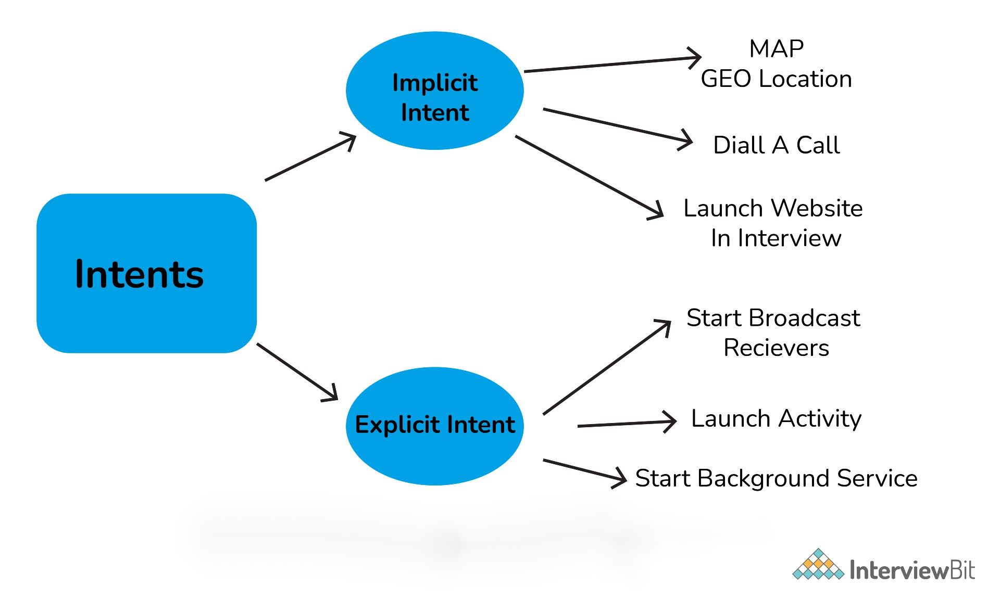 Intents
Implicit
Intent
MAP
GEO Location
Diall A Call
Launch Website
In Interview
Explicit Intent
Start Broadcast
Recievers
Launch Activity
Start Background Service
InterviewBit